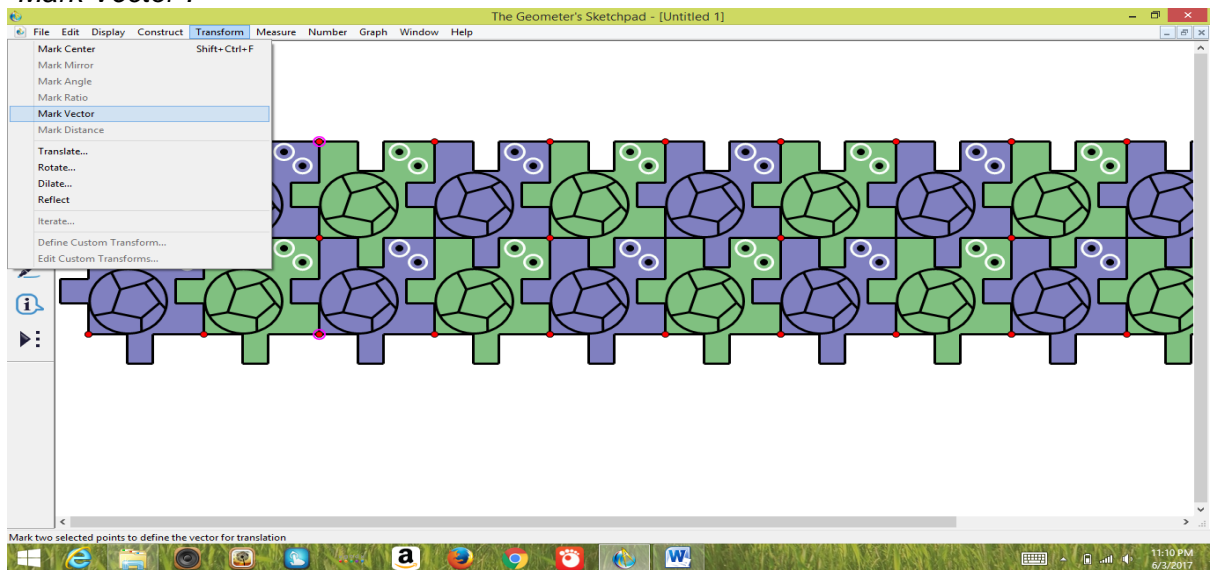 Mark Vector
The Geometer's Sketchpad - [Untitled 1]
File Edit Display Construct Transform Measure Number Graph Window Help
Mark Center Shift+Ctrl+F
Mark Mirror
Mark Angle
Mark Ratio
Mark Vector
Mark Distance
Translate...
Rotate...
Dilate...
Reflect
Iterate...
Define Custom Transform...
Edit Custom Transforms...
Mark two selected points to define the vector for translation
11:10 PM
6/3/2017